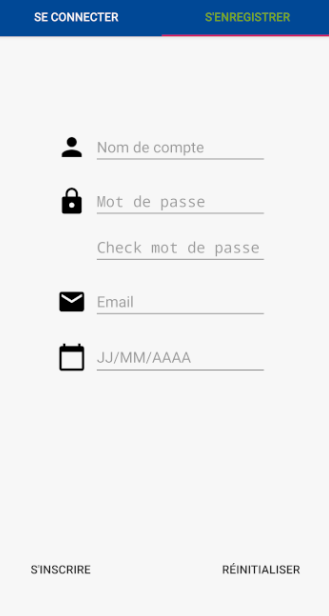 SE CONNECTER
S'ENREGISTRER
Nom de compte
Mot de passe
Check mot de passe
Email
JJ/MM/AAAA
S'INSCRIRE
RÉINITIALISER